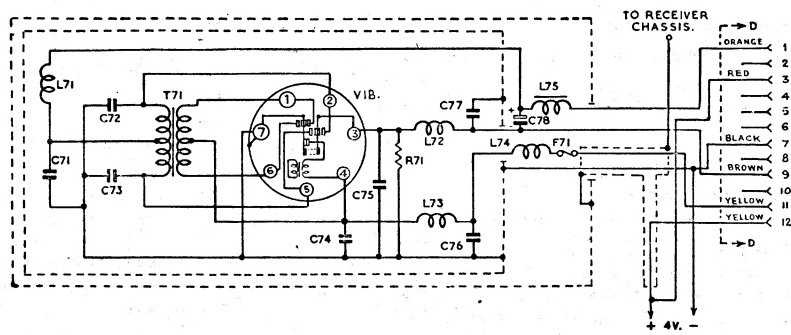 TO RECEIVER
CHASSIS.
D
ORANGE 1
2
RED 3
4
5
6
BLACK 7
8
BROWN 9
10
YELLOW 11
YELLOW 12
D
L71
C72
T71
VIB.
1
2
3
4
5
6
7
C77
+
C78
L75
L72
L74
F71
C71
C73
R71
C75
L73
C74
C76
+ 4V. -